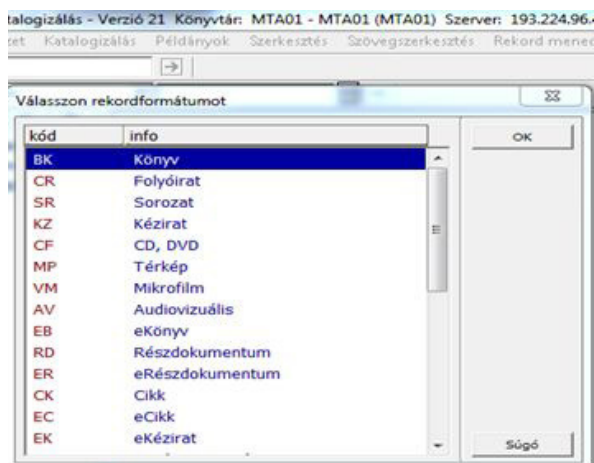 talogizálás - Verzió 21 Könyvtár: MTA01 - MTA01 (MTA01) Szerver: 193.224.96.
zet Katalogizálás Példányok Szerkesztés Szövegszerkesztés Rekord mened
Válasszon rekordformátumot
kód info OK
BK Könyv
CR Folyóirat
SR Sorozat
KZ Kézirat
CF CD, DVD
MP Térkép
VM Mikrofilm
AV Audiovizuális
EB eKönyv
RD Részdokumentum
ER eRészdokumentum
CK Cikk
EC eCikk
EK eKézirat Súgó